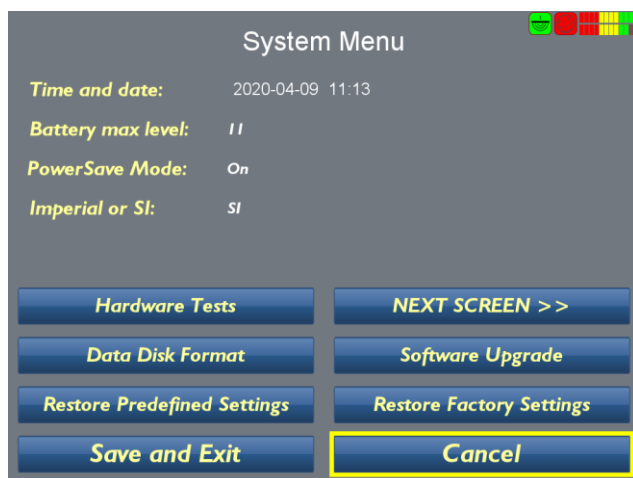 System Menu
Time and date: 2020-04-09 11:13
Battery max level: 11
PowerSave Mode: On
Imperial or SI: SI
Hardware Tests NEXT SCREEN >>
Data Disk Format Software Upgrade
Restore Predefined Settings Restore Factory Settings
Save and Exit Cancel